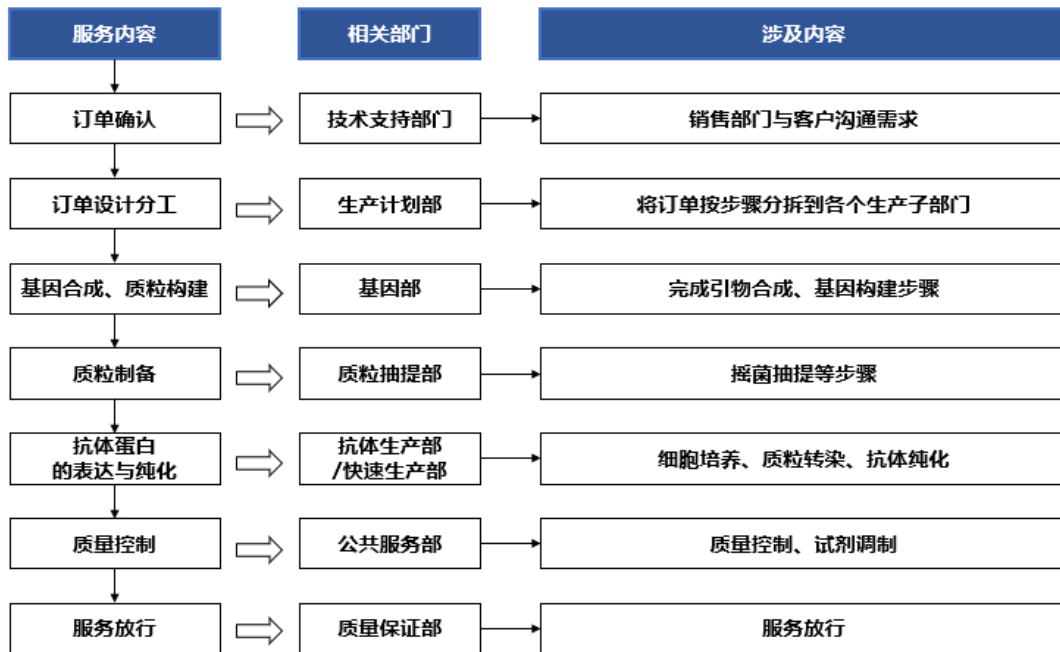 服务内容
相关部门
涉及内容
订单确认
技术支持部门
销售部门与客户沟通需求
订单设计分工
生产计划部
将订单按步骤分拆到各个生产子部门
基因合成、质粒构建
基因部
完成引物合成、基因构建步骤
质粒制备
质粒抽提部
摇菌抽提等步骤
抗体蛋白
的表达与纯化
抗体生产部
/快速生产部
细胞培养、质粒转染、抗体纯化
质量控制
公共服务部
质量控制、试剂调制
服务放行
质量保证部
服务放行